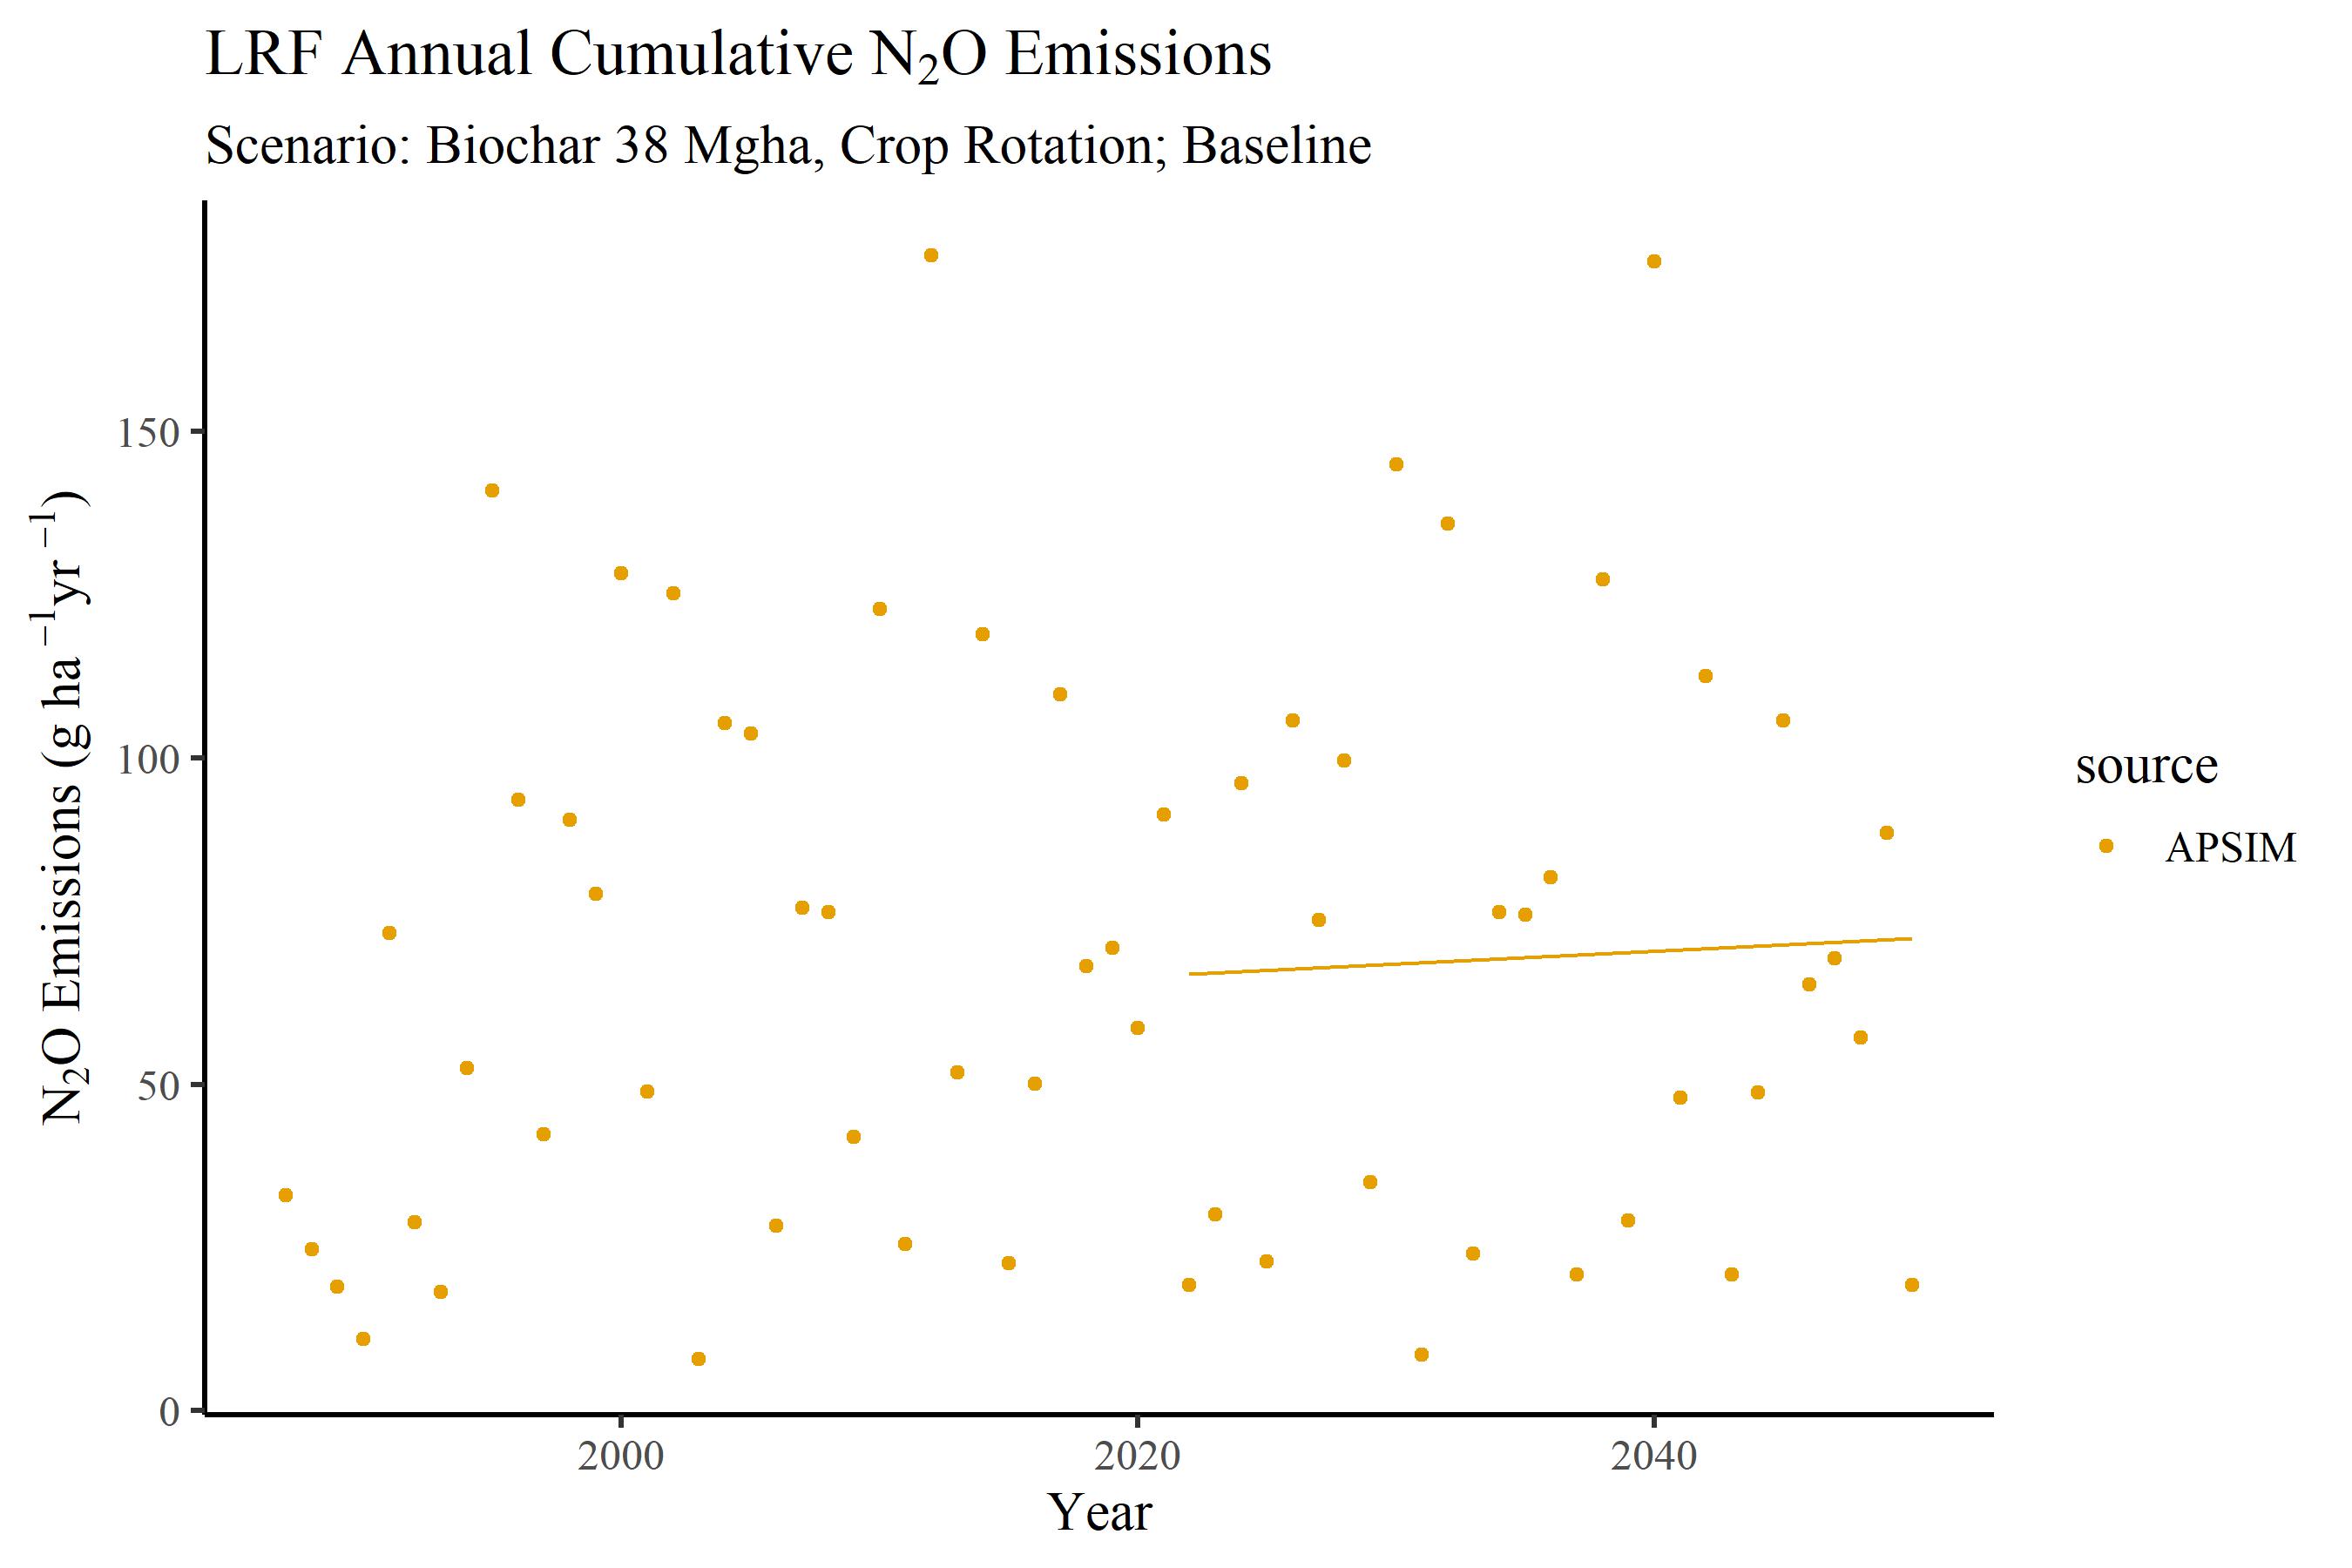 LRF Annual Cumulative N₂O Emissions
Scenario: Biochar 38 Mgha, Crop Rotation; Baseline
N₂O Emissions (g ha⁻¹yr⁻¹)
150
100
50
0
2000 2020 2040
Year
source
APSIM